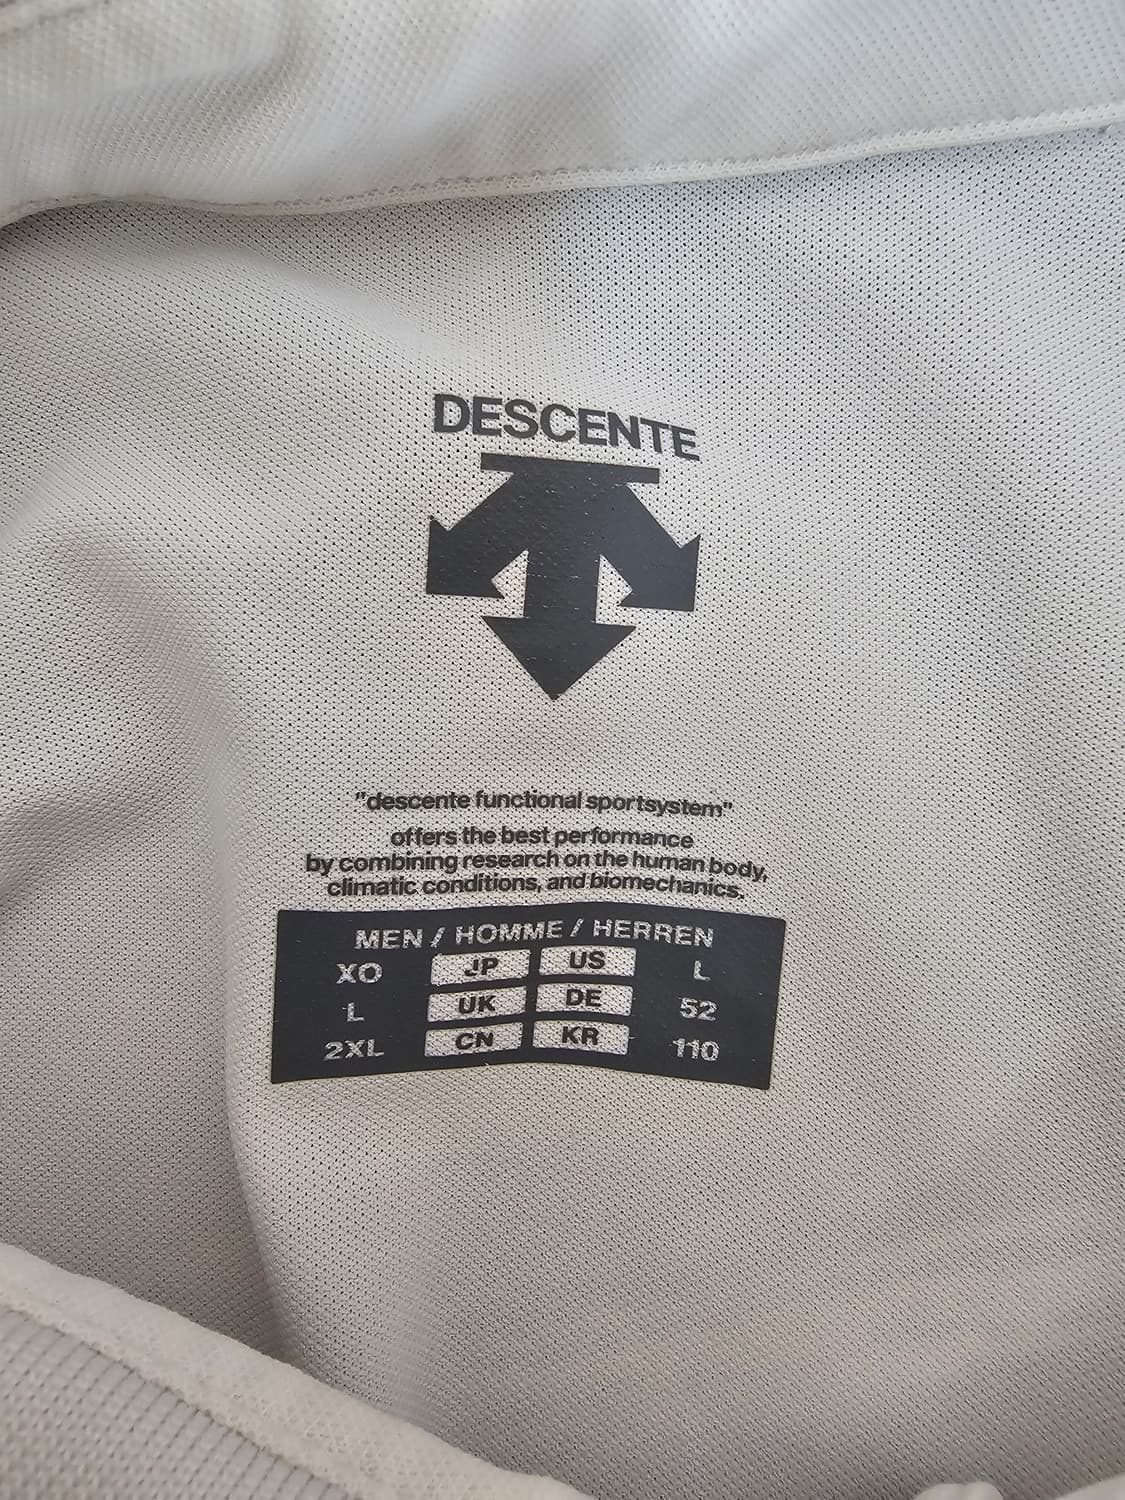 DESCENTE
"descente functional sportsystem"
offers the best performance
by combining research on the human body,
climatic conditions, and biomechanics.
MEN / HOMME / HERREN
XO JP US L
L UK DE 52
2XL CN KR 110